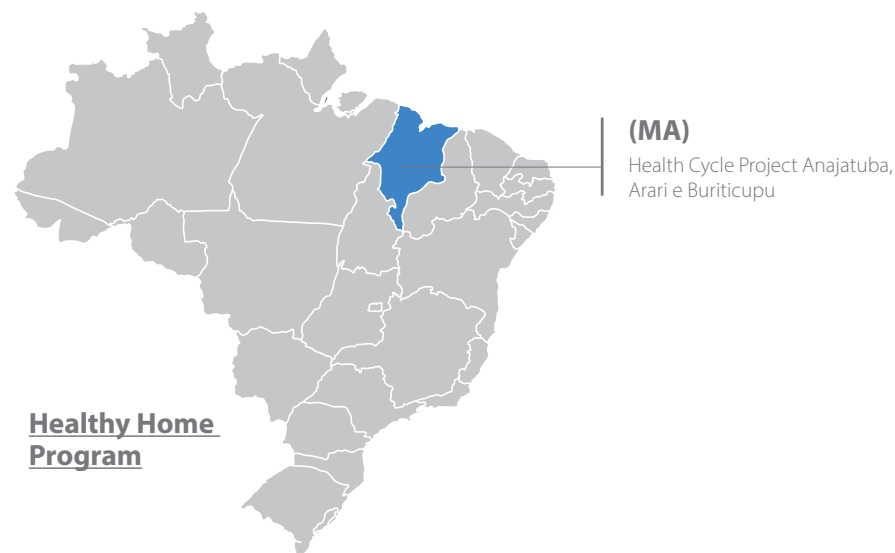 (MA)
Health Cycle Project Anajatuba,
Arari e Buriticupu
Healthy Home
Program